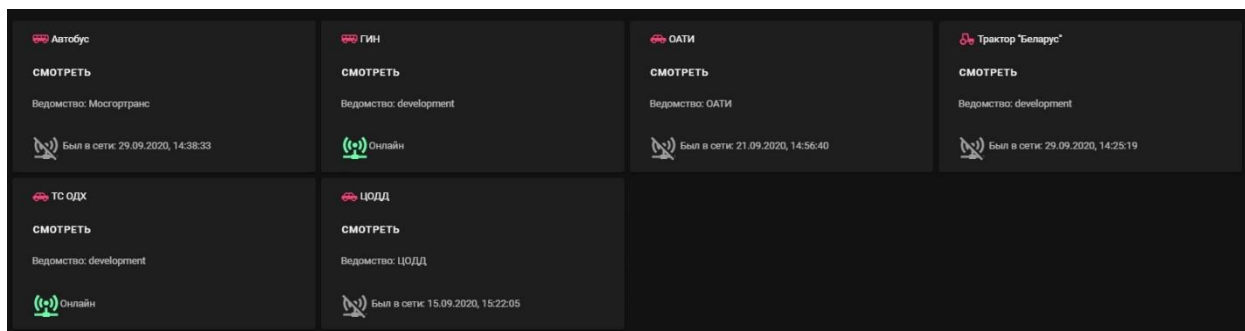 Автобус
СМОТРЕТЬ
Ведомство: Мосгортранс
Был в сети: 29.09.2020, 14:38:33
ГИН
СМОТРЕТЬ
Ведомство: development
Онлайн
ОАТИ
СМОТРЕТЬ
Ведомство: ОАТИ
Был в сети: 21.09.2020, 14:56:40
Трактор "Беларус"
СМОТРЕТЬ
Ведомство: development
Был в сети: 29.09.2020, 14:25:19
ТС ОДХ
СМОТРЕТЬ
Ведомство: development
Онлайн
ЦОДД
СМОТРЕТЬ
Ведомство: ЦОДД
Был в сети: 15.09.2020, 15:22:05